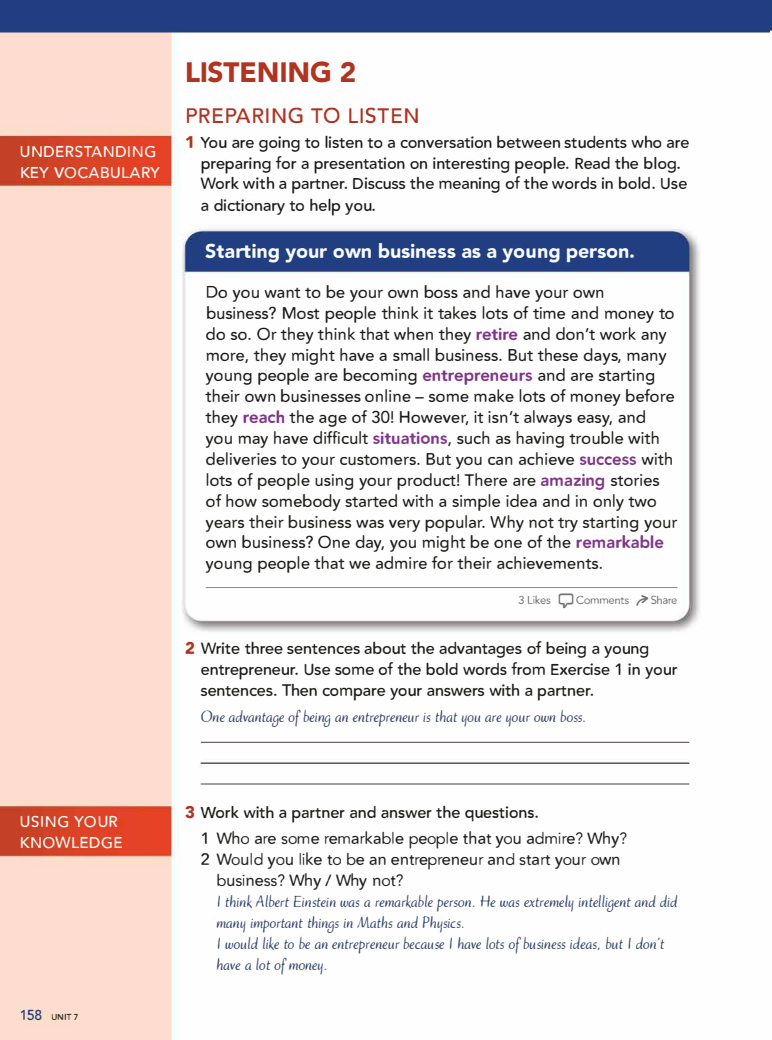 LISTENING 2
PREPARING TO LISTEN
UNDERSTANDING
KEY VOCABULARY
1 You are going to listen to a conversation between students who are
preparing for a presentation on interesting people. Read the blog.
Work with a partner. Discuss the meaning of the words in bold. Use
a dictionary to help you.
Starting your own business as a young person.
Do you want to be your own boss and have your own
business? Most people think it takes lots of time and money to
do so. Or they think that when they retire and don't work any
more, they might have a small business. But these days, many
young people are becoming entrepreneurs and are starting
their own businesses online – some make lots of money before
they reach the age of 30! However, it isn't always easy, and
you may have difficult situations, such as having trouble with
deliveries to your customers. But you can achieve success with
lots of people using your product! There are amazing stories
of how somebody started with a simple idea and in only two
years their business was very popular. Why not try starting your
own business? One day, you might be one of the remarkable
young people that we admire for their achievements.
3 Likes Comments Share
2 Write three sentences about the advantages of being a young
entrepreneur. Use some of the bold words from Exercise 1 in your
sentences. Then compare your answers with a partner.
One advantage of being an entrepreneur is that you are your own boss.
USING YOUR
KNOWLEDGE
3 Work with a partner and answer the questions.
1 Who are some remarkable people that you admire? Why?
2 Would you like to be an entrepreneur and start your own
business? Why / Why not?
I think Albert Einstein was a remarkable person. He was extremely intelligent and did
many important things in Maths and Physics.
I would like to be an entrepreneur because I have lots of business ideas, but I don't
have a lot of money.
158 UNIT 7